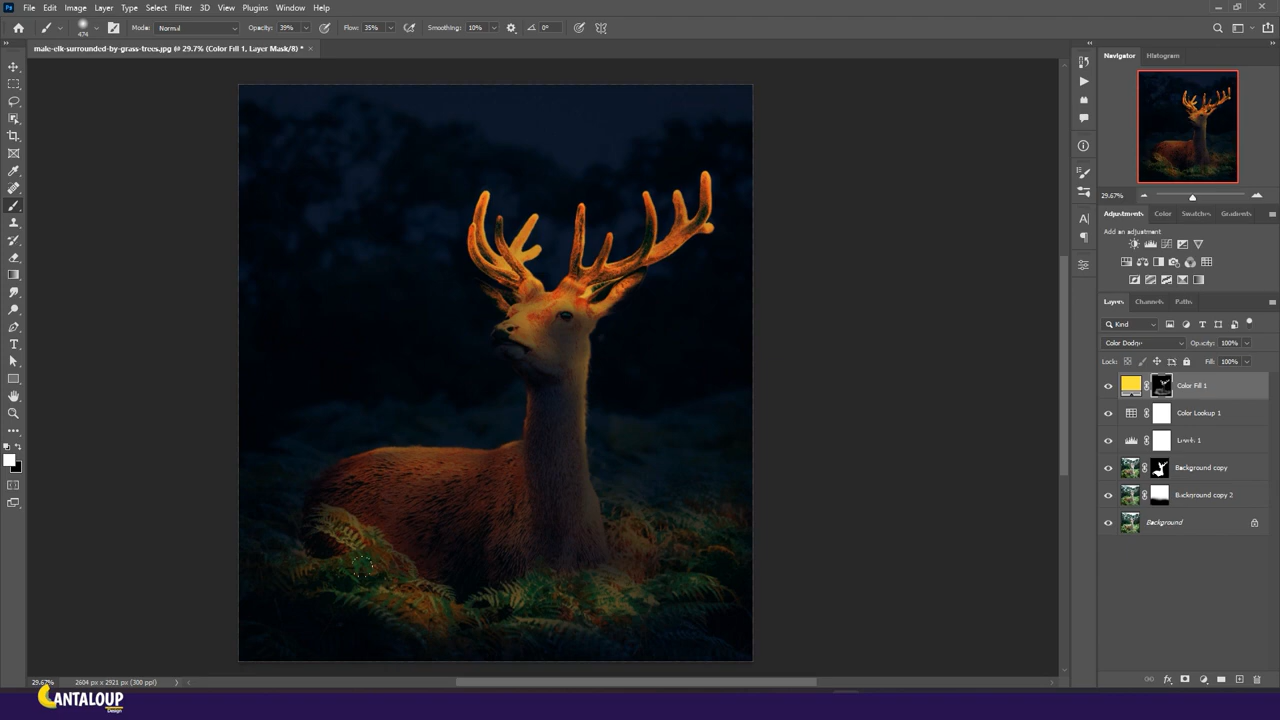 Ps File Edit Image Layer Type Select Filter 3D View Plugins Window Help
474 Mode: Normal Opacity: 39% Flow: 35% Smoothing: 10% 0°
male-elk-surrounded-by-grass-trees.jpg @ 29.7% (Color Fill 1, Layer Mask/8) *
Navigator Histogram
29.67%
Adjustments Color Swatches Gradients
Add an adjustment
Layers Channels Paths
Kind
Color Dodge Opacity: 100%
Lock: Fill: 100%
Color Fill 1
Color Lookup 1
Levels 1
Background copy
Background copy 2
Background
29.67% 2604 px x 2921 px (300 ppi)
CANTALOUP
Design